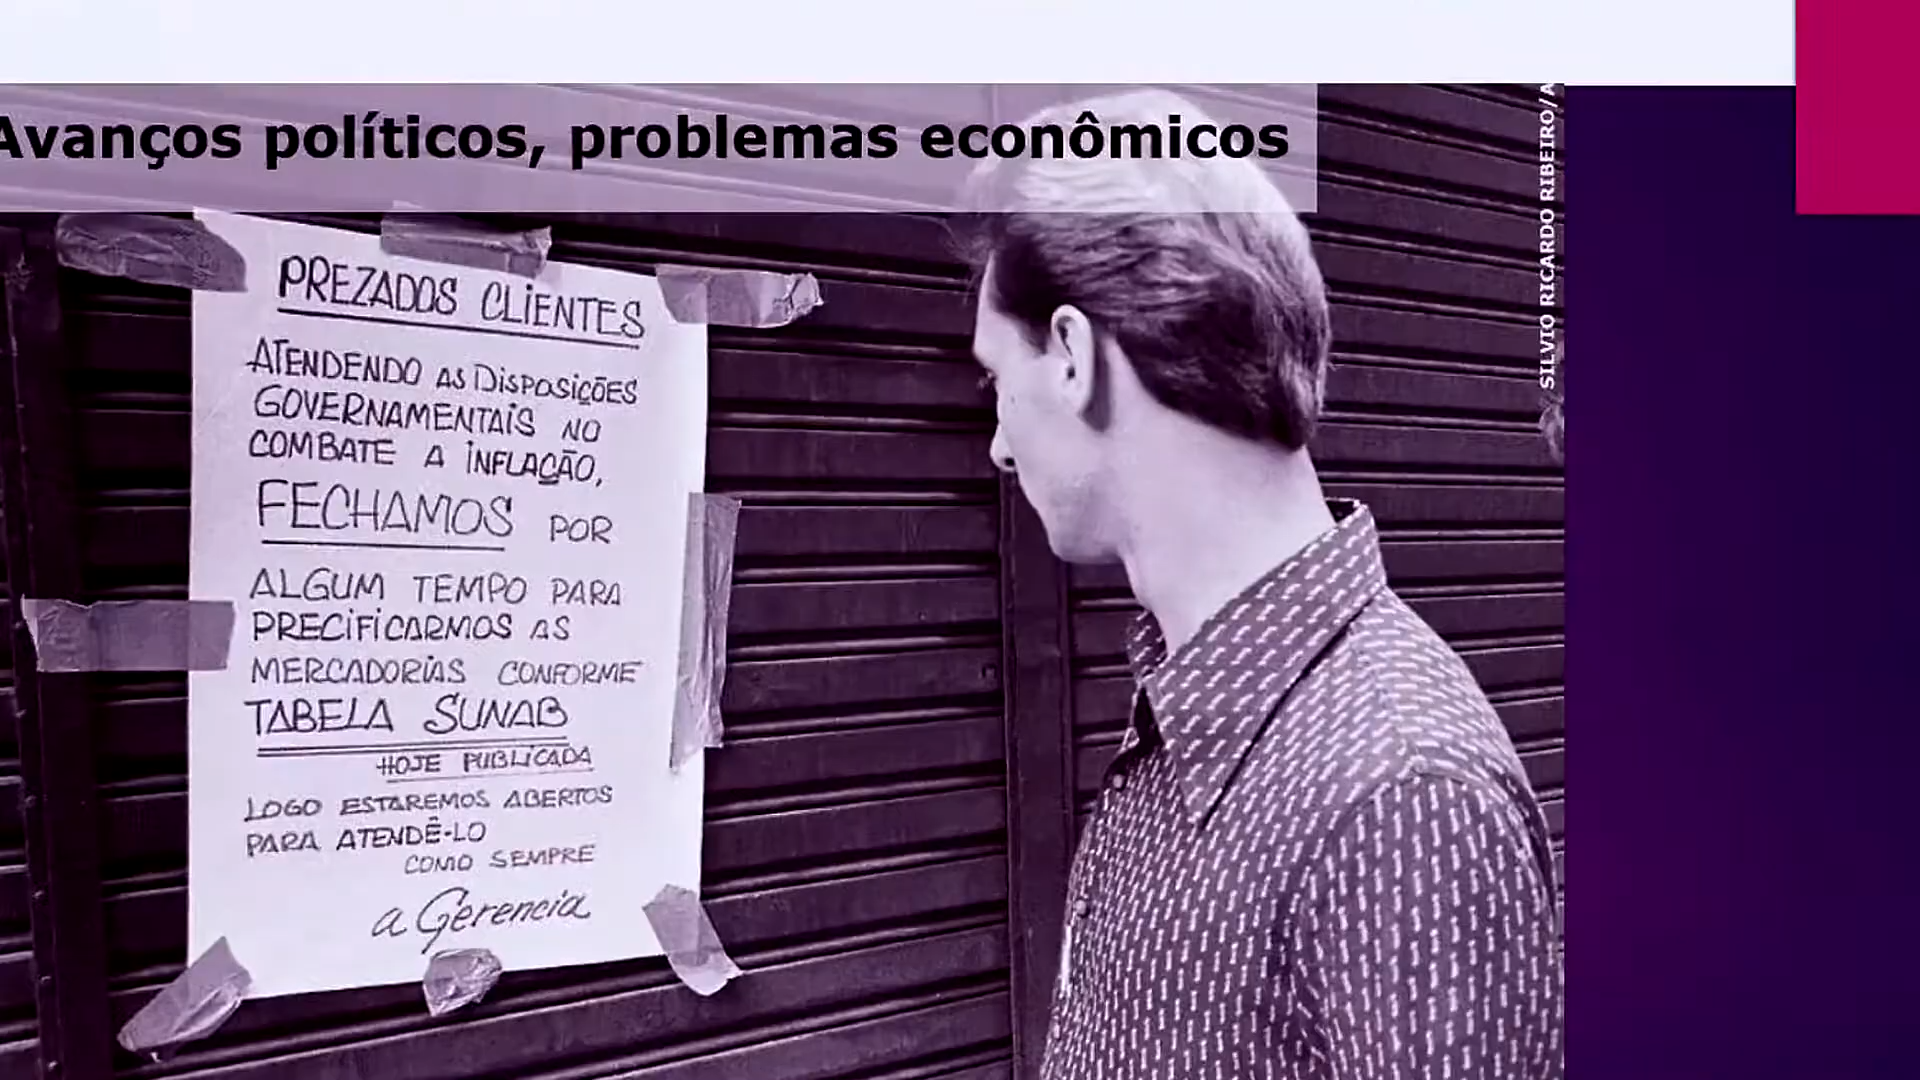 Avanços políticos, problemas econômicos
SILVIO RICARDO RIBEIRO/A
PREZADOS CLIENTES
ATENDENDO AS DISPOSIÇÕES
GOVERNAMENTAIS NO
COMBATE A INFLAÇÃO,
FECHAMOS POR
ALGUM TEMPO PARA
PRECIFICARMOS AS
MERCADORIAS CONFORME
TABELA SUNAB
HOJE PUBLICADA
LOGO ESTAREMOS ABERTOS
PARA ATENDÊ-LO
COMO SEMPRE
a Gerencia